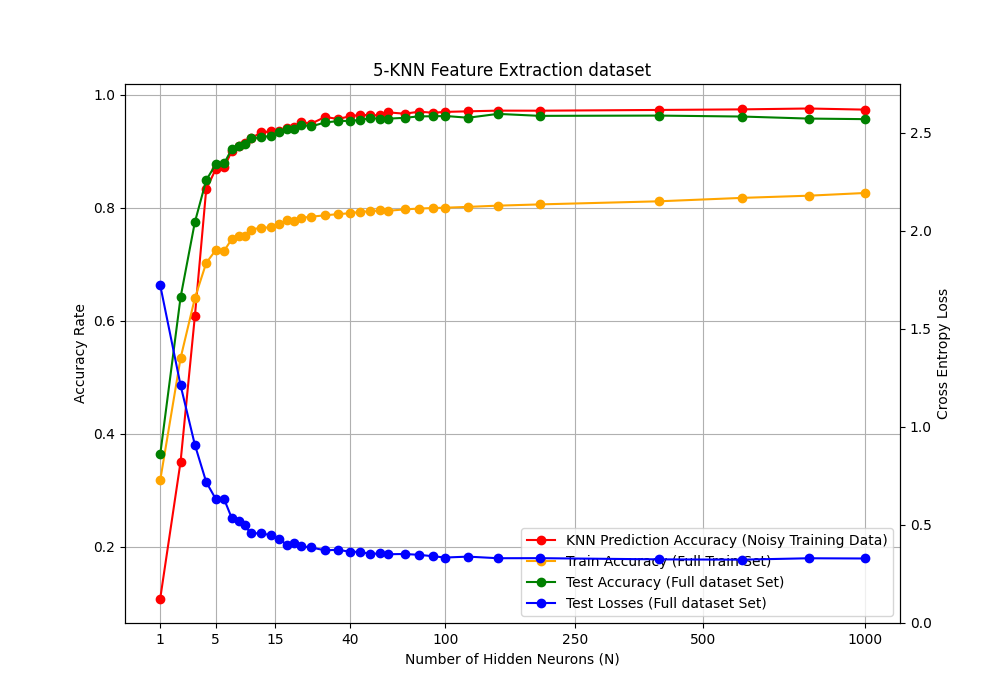 5-KNN Feature Extraction dataset
1.0
0.8
0.6
0.4
0.2
Accuracy Rate
2.5
2.0
1.5
1.0
0.5
0.0
Cross Entropy Loss
KNN Prediction Accuracy (Noisy Training Data)
Train Accuracy (Full Train Set)
Test Accuracy (Full dataset Set)
Test Losses (Full dataset Set)
1 5 15 40 100 250 500 1000
Number of Hidden Neurons (N)